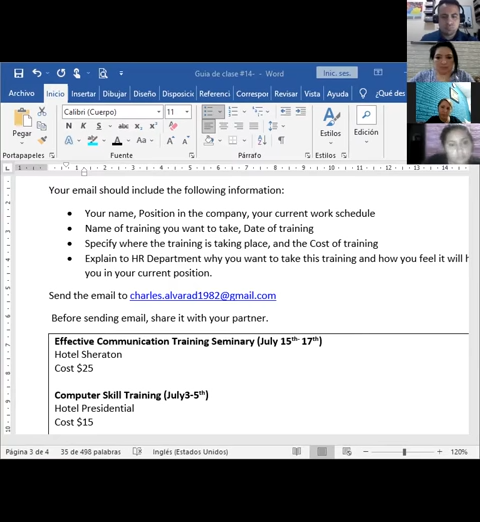 Guia de clase #14- - Word
Inic. ses.
Archivo Inicio Insertar Dibujar Diseño Disposic Referenci Correspor Revisar Vista Ayuda ¿Qué des
Calibri (Cuerpo) 11
Pegar
N K S abc x₂ x²
Aa
Estilos
Edición
Portapapeles Fuente Párrafo Estilos
Your email should include the following information:
• Your name, Position in the company, your current work schedule
• Name of training you want to take, Date of training
• Specify where the training is taking place, and the Cost of training
• Explain to HR Department why you want to take this training and how you feel it will h
you in your current position.
Send the email to charles.alvarad1982@gmail.com
Before sending email, share it with your partner.
Effective Communication Training Seminary (July 15th- 17th)
Hotel Sheraton
Cost $25
Computer Skill Training (July3-5th)
Hotel Presidential
Cost $15
Página 3 de 4 35 de 498 palabras Inglés (Estados Unidos) 120%